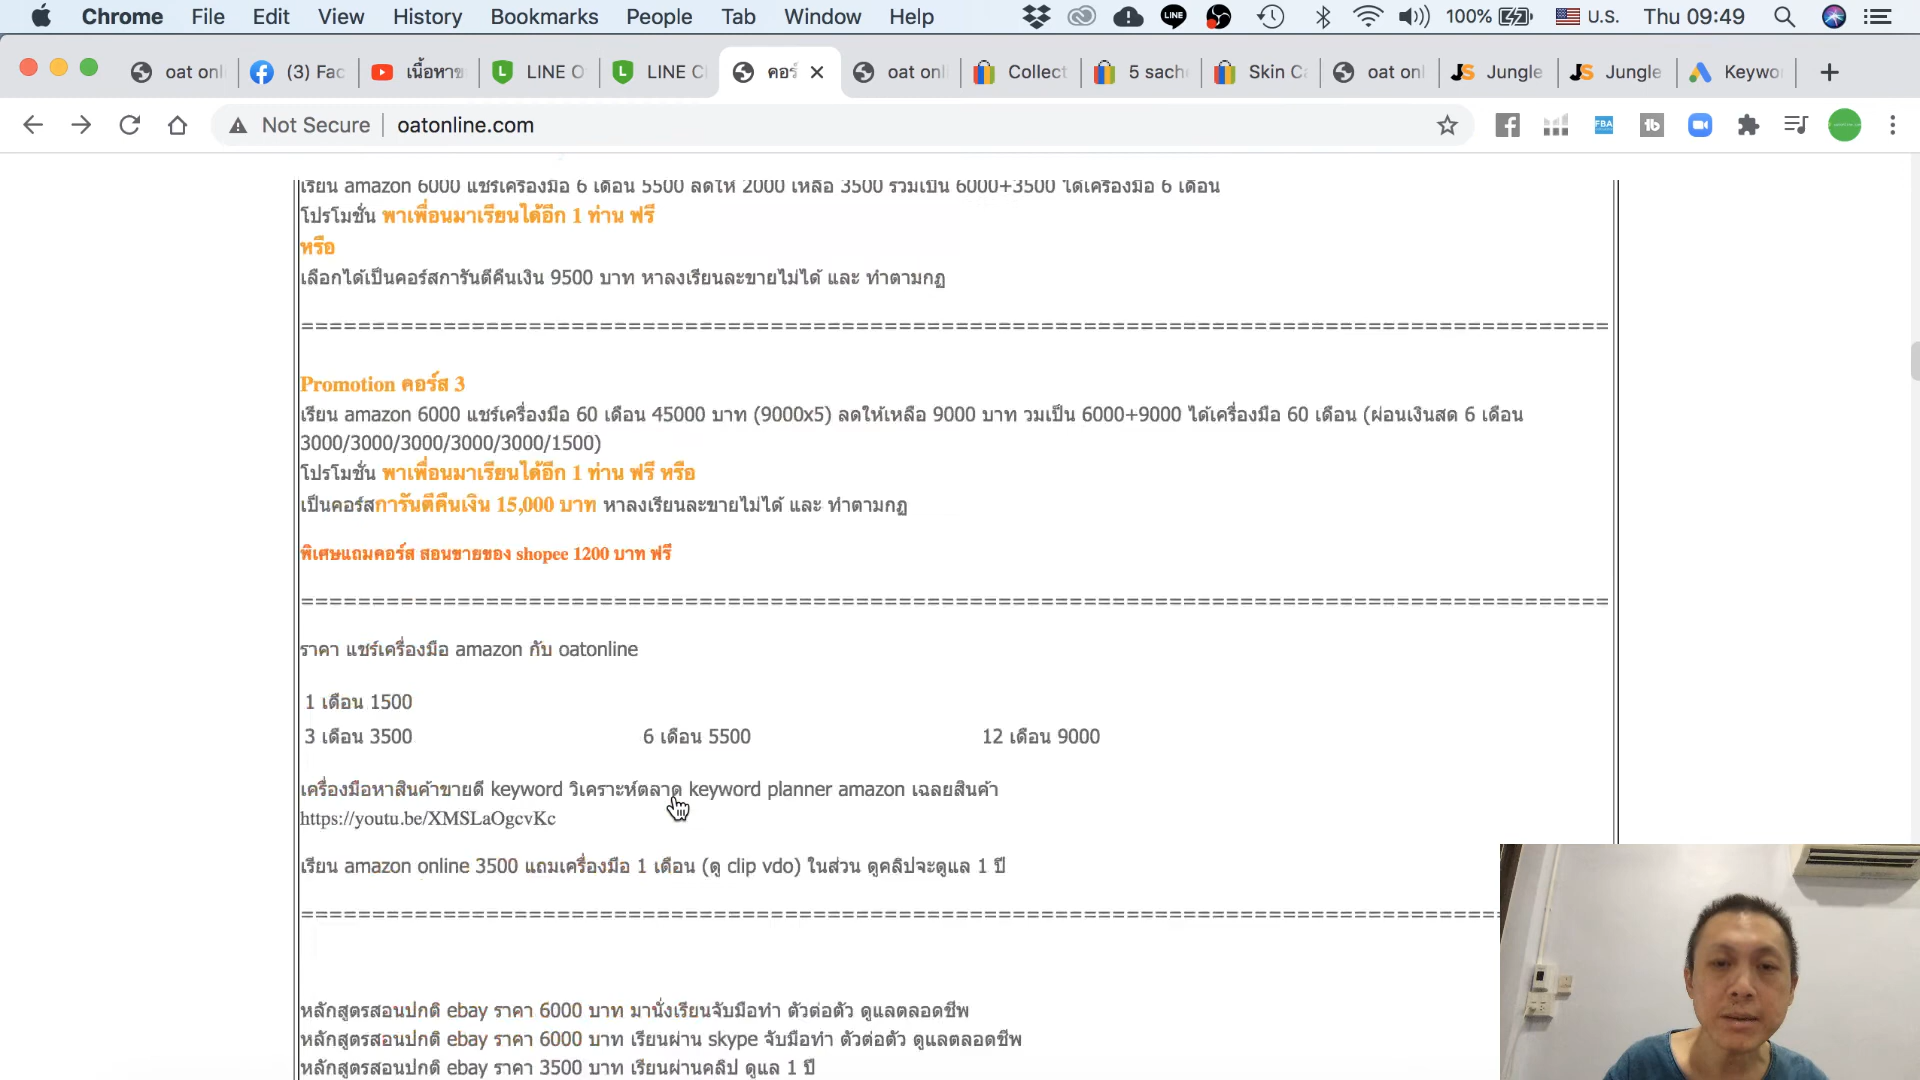 Chrome File Edit View History Bookmarks People Tab Window Help LINE 100% U.S. Thu 09:49
oat onl (3) Fac เนื้อหาข LINE O LINE C คอร์ oat onl Collect 5 sach Skin Ca oat onl JS Jungle JS Jungle Keywo
Not Secure oatonline.com FBA
เรียน amazon 6000 แชร์เครื่องมือ 6 เดือน 5500 ลดให้ 2000 เหลือ 3500 รวมเป็น 6000+3500 ได้เครื่องมือ 6 เดือน
โปรโมชั่น พาเพื่อนมาเรียนได้อีก 1 ท่าน ฟรี
หรือ
เลือกได้เป็นคอร์สการันตีคืนเงิน 9500 บาท หาลงเรียนละขายไม่ได้ และ ทำตามกฏ
Promotion คอร์ส 3
เรียน amazon 6000 แชร์เครื่องมือ 60 เดือน 45000 บาท (9000x5) ลดให้เหลือ 9000 บาท วมเป็น 6000+9000 ได้เครื่องมือ 60 เดือน (ผ่อนเงินสด 6 เดือน
3000/3000/3000/3000/3000/1500)
โปรโมชั่น พาเพื่อนมาเรียนได้อีก 1 ท่าน ฟรี หรือ
เป็นคอร์สการันตีคืนเงิน 15,000 บาท หาลงเรียนละขายไม่ได้ และ ทำตามกฏ
พิเศษแถมคอร์ส สอนขายของ shopee 1200 บาท ฟรี
ราคา แชร์เครื่องมือ amazon กับ oatonline
1 เดือน 1500
3 เดือน 3500 6 เดือน 5500 12 เดือน 9000
เครื่องมือหาสินค้าขายดี keyword วิเคราะห์ตลาด keyword planner amazon เฉลยสินค้า
https://youtu.be/XMSLaOgcvKc
เรียน amazon online 3500 แถมเครื่องมือ 1 เดือน (ดู clip vdo) ในส่วน ดูคลิปจะดูแล 1 ปี
หลักสูตรสอนปกติ ebay ราคา 6000 บาท มานั่งเรียนจับมือทำ ตัวต่อตัว ดูแลตลอดชีพ
หลักสูตรสอนปกติ ebay ราคา 6000 บาท เรียนผ่าน skype จับมือทำ ตัวต่อตัว ดูแลตลอดชีพ
หลักสูตรสอนปกติ ebay ราคา 3500 บาท เรียนผ่านคลิป ดูแล 1 ปี